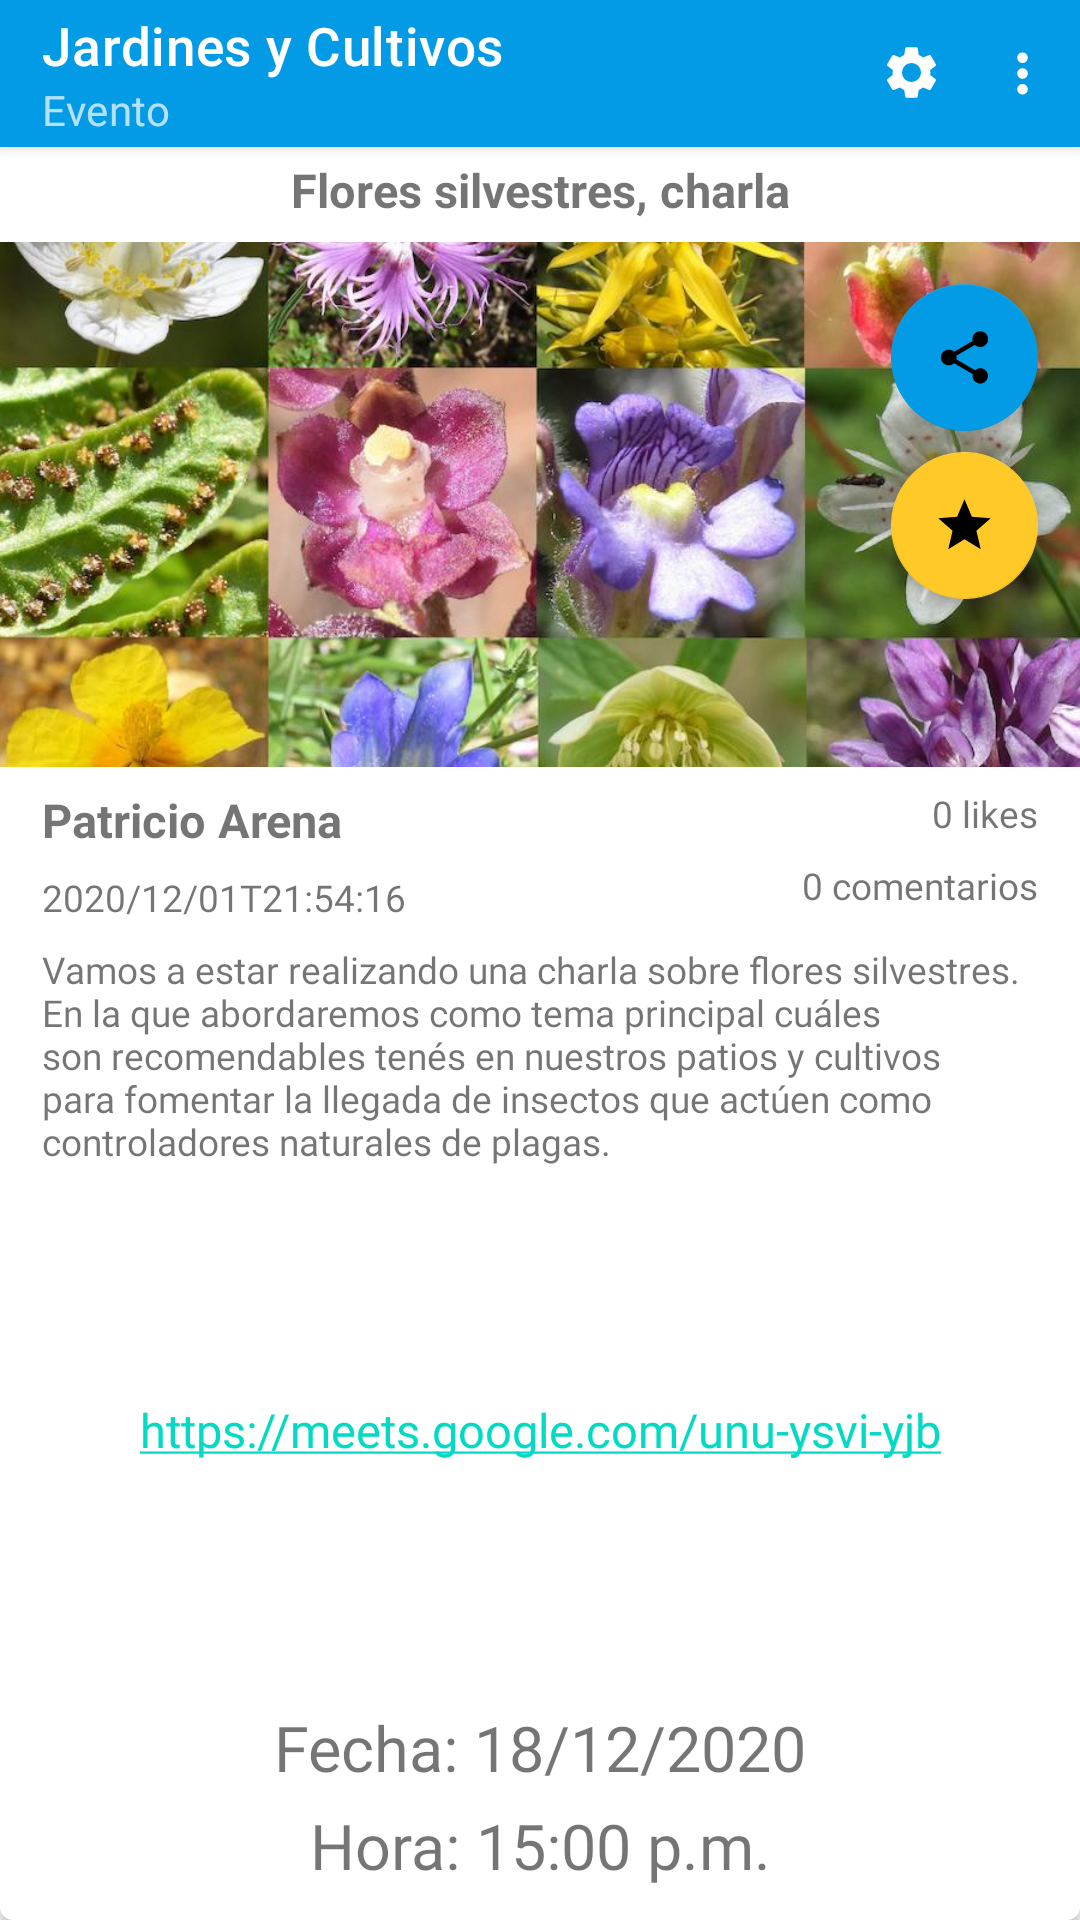 Jardines y Cultivos
Evento
Flores silvestres, charla
Patricio Arena
0 likes
2020/12/01T21:54:16
0 comentarios
Vamos a estar realizando una charla sobre flores silvestres.
En la que abordaremos como tema principal cuáles
son recomendables tenés en nuestros patios y cultivos
para fomentar la llegada de insectos que actúen como
controladores naturales de plagas.
https://meets.google.com/unu-ysvi-yjb
Fecha: 18/12/2020
Hora: 15:00 p.m.